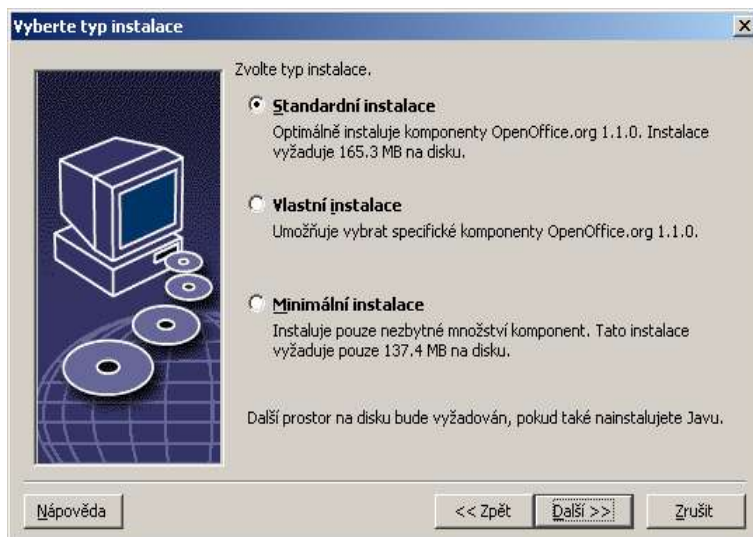 Vyberte typ instalace
Zvolte typ instalace.
Standardní instalace
Optimálně instaluje komponenty OpenOffice.org 1.1.0. Instalace
vyžaduje 165.3 MB na disku.
Vlastní instalace
Umožňuje vybrat specifické komponenty OpenOffice.org 1.1.0.
Minimální instalace
Instaluje pouze nezbytné množství komponent. Tato instalace
vyžaduje pouze 137.4 MB na disku.
Další prostor na disku bude vyžadován, pokud také nainstalujete Javu.
Nápověda
<< Zpět
Další >>
Zrušit